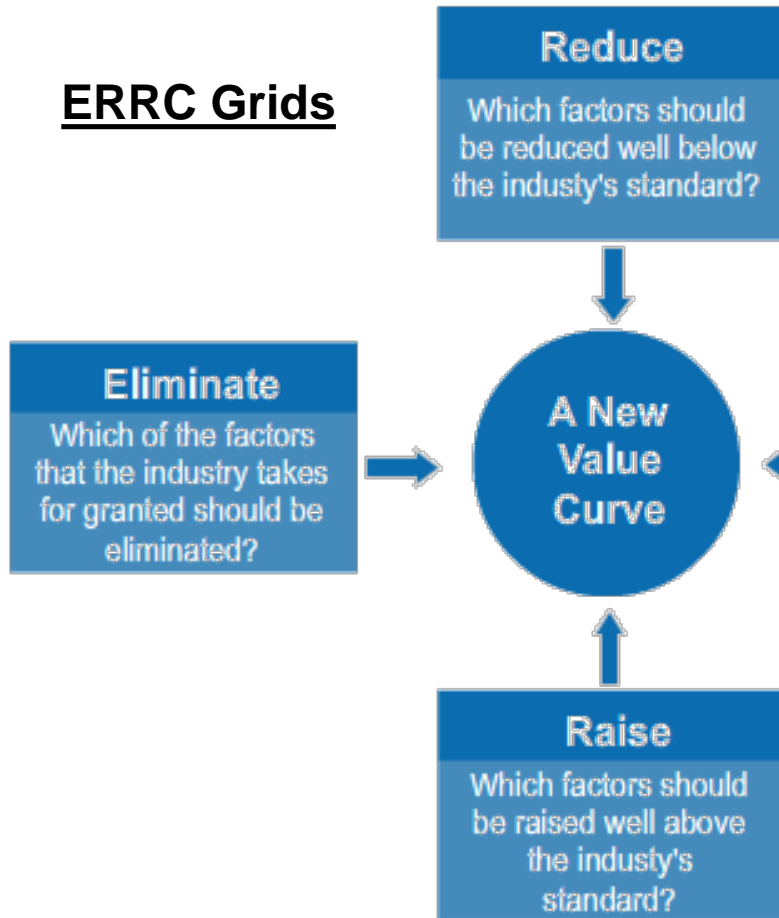 ERRC Grids
Reduce
Which factors should
be reduced well below
the industy's standard?
Eliminate
Which of the factors
that the industry takes
for granted should be
eliminated?
A New
Value
Curve
Raise
Which factors should
be raised well above
the industy's
standard?